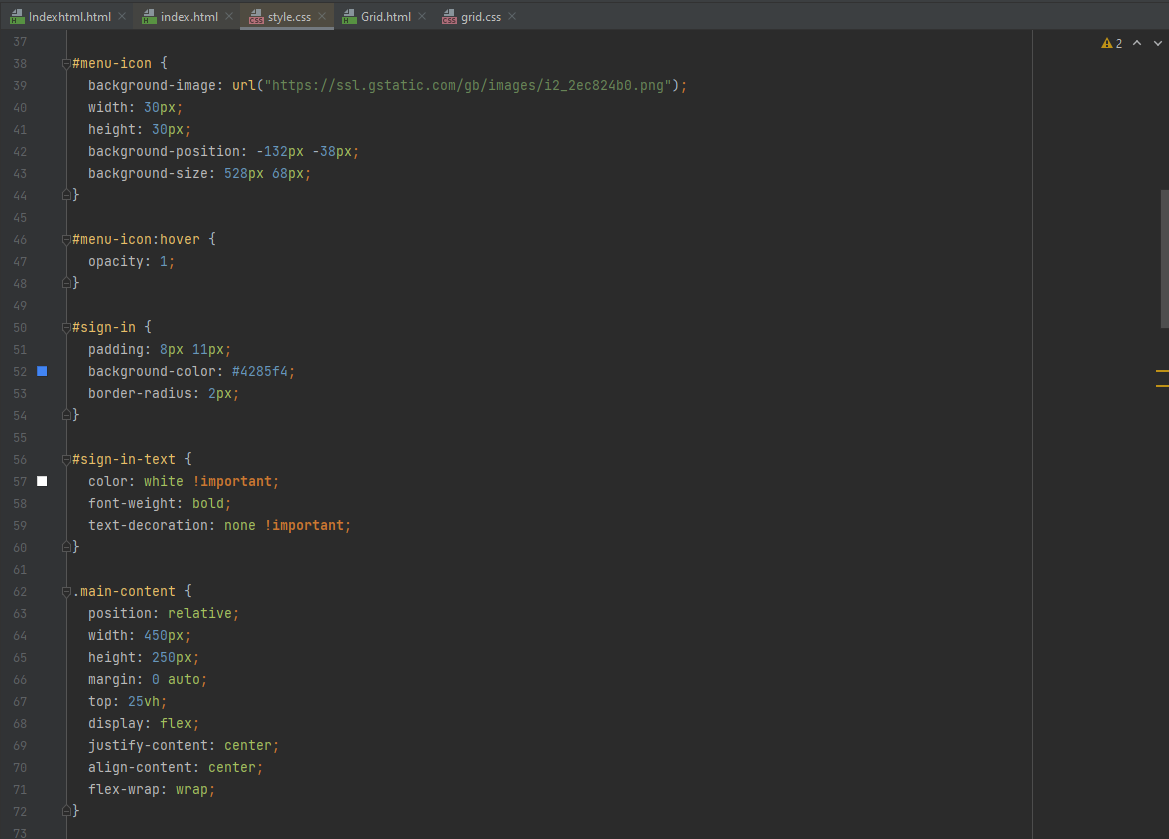 Indexhtml.html index.html style.css Grid.html grid.css
2
37
38 #menu-icon {
39 background-image: url("https://ssl.gstatic.com/gb/images/i2_2ec824b0.png");
40 width: 30px;
41 height: 30px;
42 background-position: -132px -38px;
43 background-size: 528px 68px;
44 }
45
46 #menu-icon:hover {
47 opacity: 1;
48 }
49
50 #sign-in {
51 padding: 8px 11px;
52 background-color: #4285f4;
53 border-radius: 2px;
54 }
55
56 #sign-in-text {
57 color: white !important;
58 font-weight: bold;
59 text-decoration: none !important;
60 }
61
62 .main-content {
63 position: relative;
64 width: 450px;
65 height: 250px;
66 margin: 0 auto;
67 top: 25vh;
68 display: flex;
69 justify-content: center;
70 align-content: center;
71 flex-wrap: wrap;
72 }
73